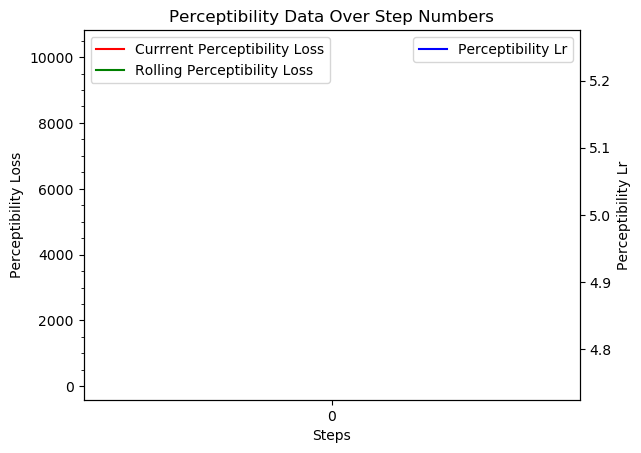 Perceptibility Data Over Step Numbers
Currrent Perceptibility Loss
Rolling Perceptibility Loss
Perceptibility Lr
10000
8000
6000
4000
2000
0
Perceptibility Loss
5.2
5.1
5.0
4.9
4.8
Perceptibility Lr
0
Steps